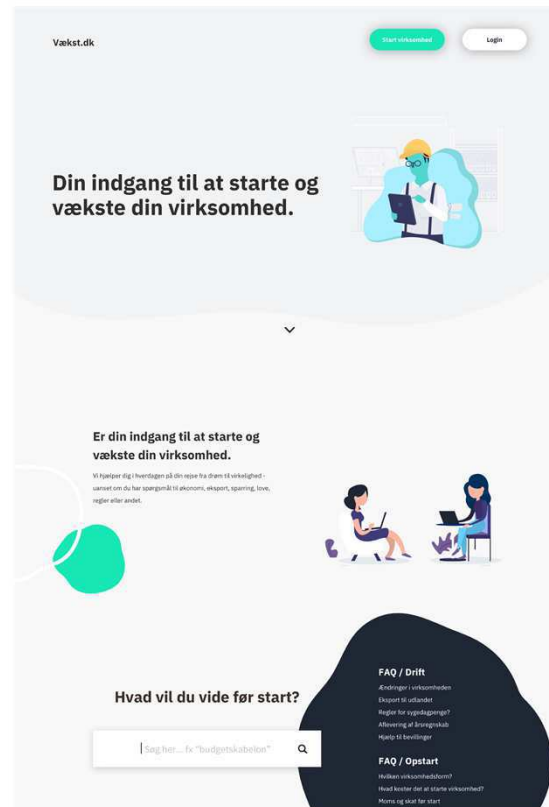 Vækst.dk
Start virksomhed
Login
Din indgang til at starte og
vækste din virksomhed.
Er din indgang til at starte og
vækste din virksomhed.
Vi hjælper dig i hverdagen på din rejse fra drøm til virkelighed -
uanset om du har spørgsmål til økonomi, eksport, sparring, love,
regler eller andet.
Hvad vil du vide før start?
Søg her... fx "budgetskabelon"
FAQ / Drift
Ændringer i virksomheden
Eksport til udlandet
Regler for sygedagpenge?
Aflevering af årsregnskab
Hjælp til bevillinger
FAQ / Opstart
Hvilken virksomhedsform?
Hvad koster det at starte virksomhed?
Moms og skat før start